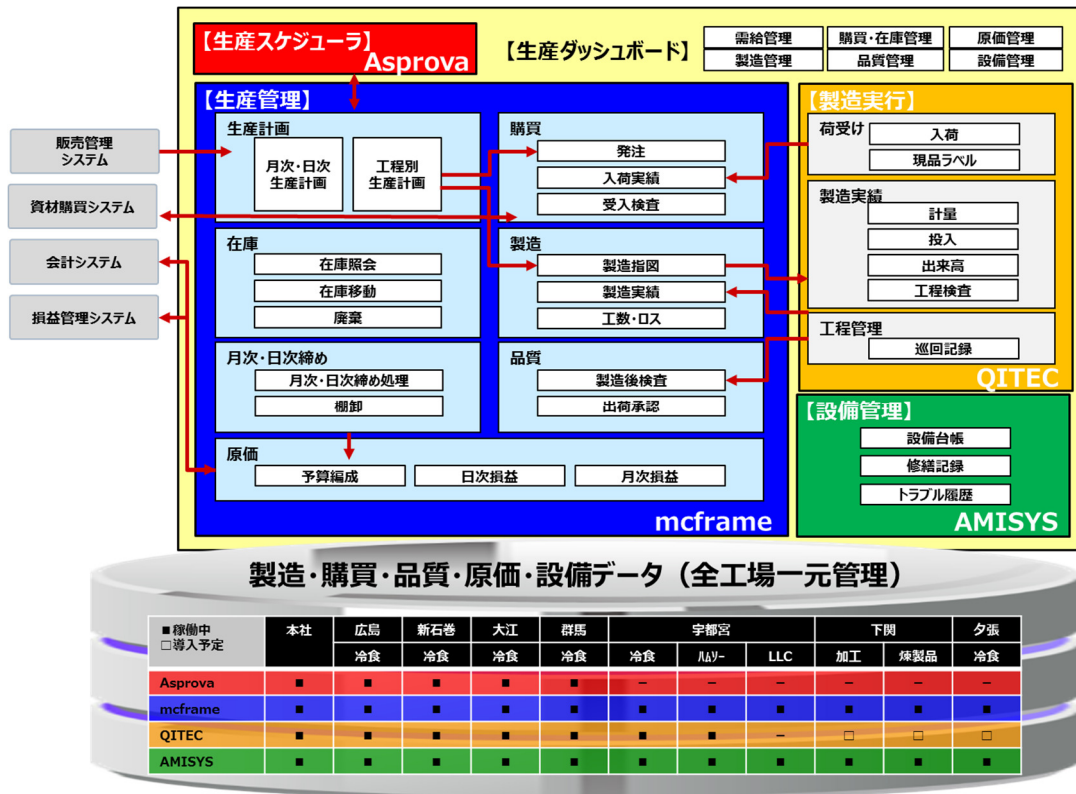 【生産スケジューラ】
Asprova
【生産ダッシュボード】
需給管理
購買・在庫管理
原価管理
製造管理
品質管理
設備管理
販売管理
システム
資材購買システム
会計システム
損益管理システム
【生産管理】
生産計画
月次・日次
生産計画
工程別
生産計画
購買
発注
入荷実績
受入検査
在庫
在庫照会
在庫移動
廃棄
製造
製造指図
製造実績
工数・ロス
月次・日次締め
月次・日次締め処理
棚卸
品質
製造後検査
出荷承認
原価
予算編成
日次損益
月次損益
mcframe
【製造実行】
荷受け
入荷
現品ラベル
製造実績
計量
投入
出来高
工程検査
工程管理
巡回記録
QITEC
【設備管理】
設備台帳
修繕記録
トラブル履歴
AMISYS
製造・購買・品質・原価・設備データ（全工場一元管理）
■稼働中
□導入予定
本社 広島 新石巻 大江 群馬 宇都宮 下関 夕張
冷食 冷食 冷食 冷食 冷食 ハムソー LLC 加工 煉製品 冷食
Asprova ■ ■ ■ ■ ■ － － － － － －
mcframe ■ ■ ■ ■ ■ ■ ■ ■ ■ ■ ■
QITEC ■ ■ ■ ■ ■ ■ ■ － □ □ □
AMISYS ■ ■ ■ ■ ■ ■ ■ ■ ■ ■ ■